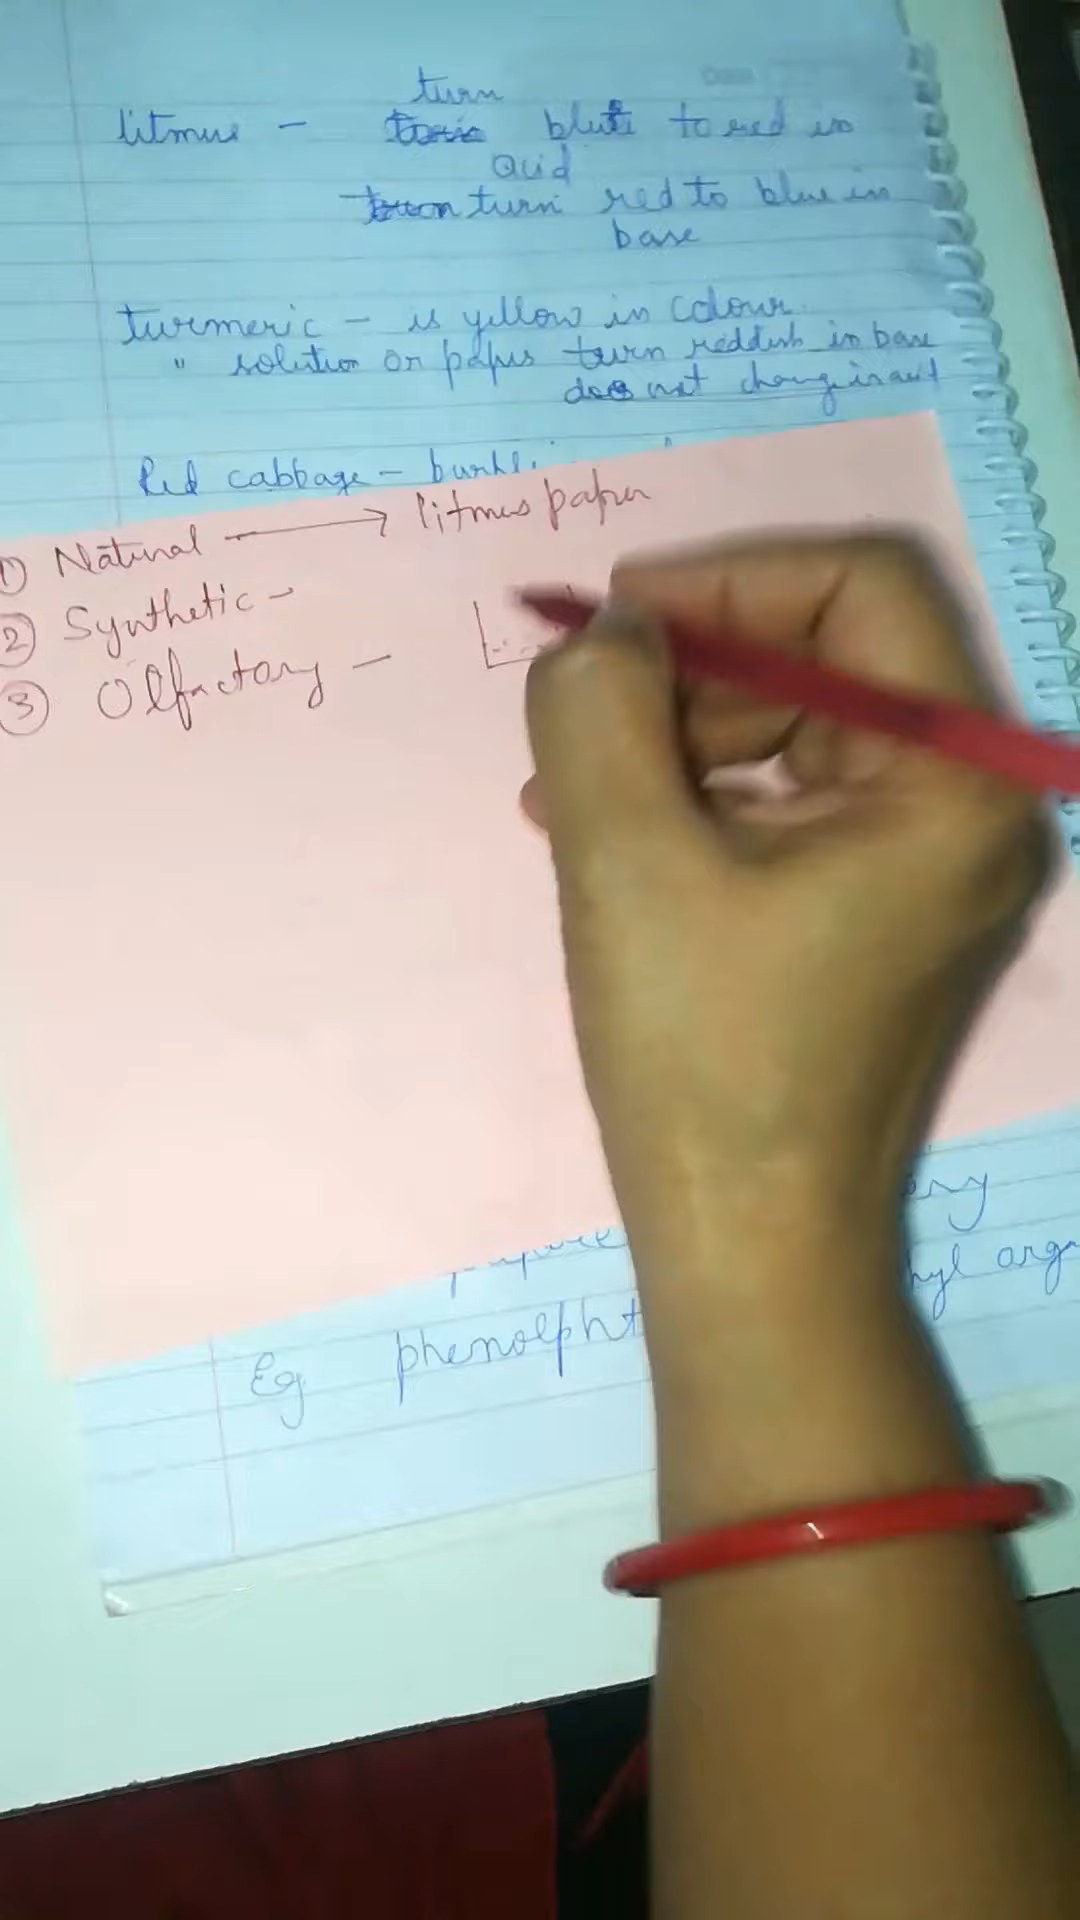 turn
litmus - blue to red in
acid
turn red to blue in
base
turmeric - is yellow in colour.
" solution or paper turn reddish in base
does not change in acid
Red cabbage -
① Natural → litmus paper
② Synthetic -
③ Olfactory -
Eg phenolpht